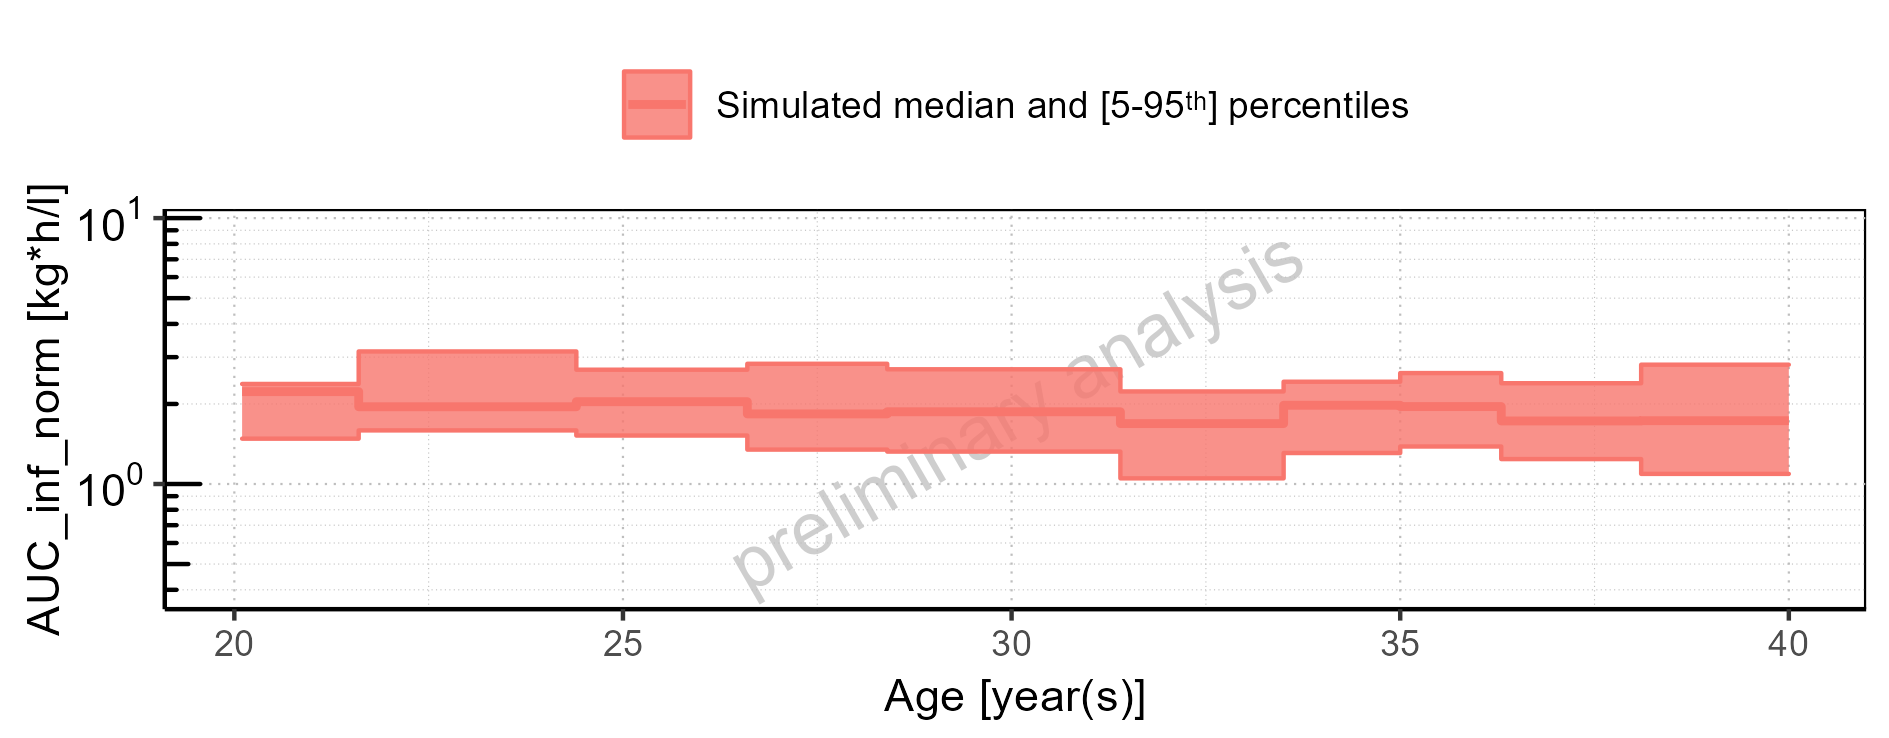 Simulated median and [5-95ᵗʰ] percentiles
AUC_inf_norm [kg*h/l]
10¹
10⁰
preliminary analysis
20 25 30 35 40
Age [year(s)]